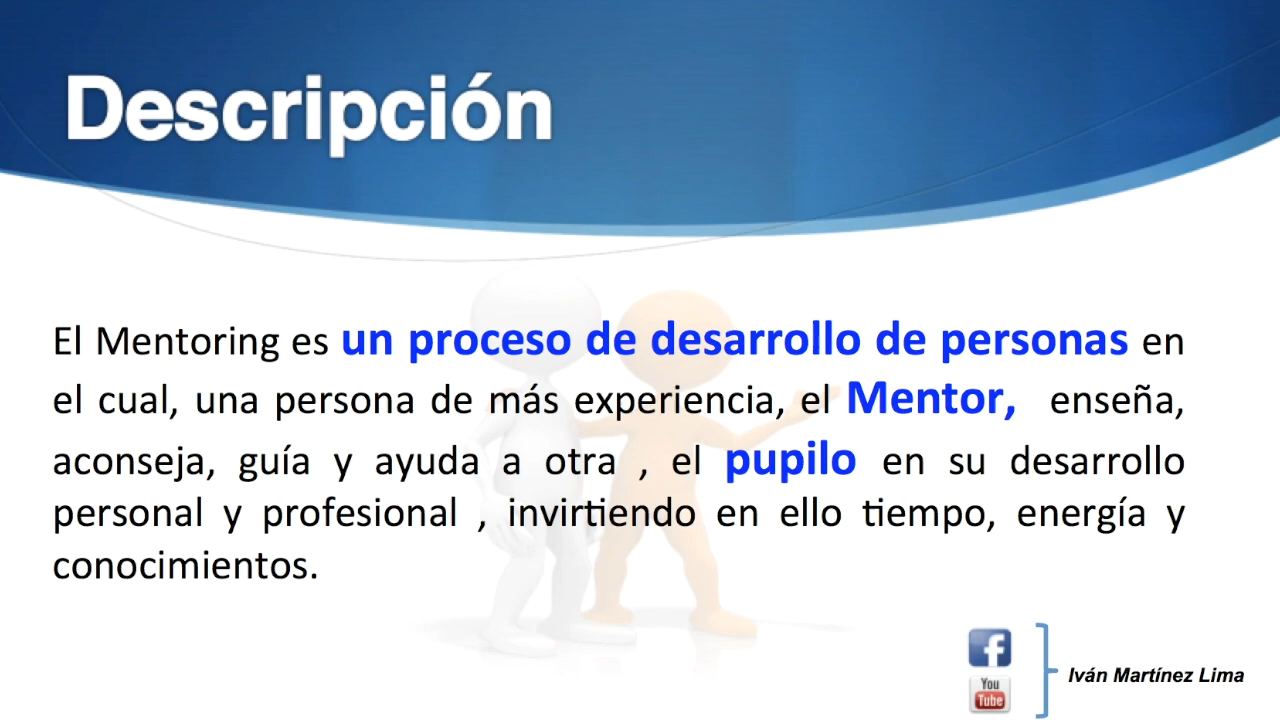 Descripción
El Mentoring es un proceso de desarrollo de personas en
el cual, una persona de más experiencia, el Mentor, enseña,
aconseja, guía y ayuda a otra , el pupilo en su desarrollo
personal y profesional , invirtiendo en ello tiempo, energía y
conocimientos.
f
You
Tube
Iván Martínez Lima